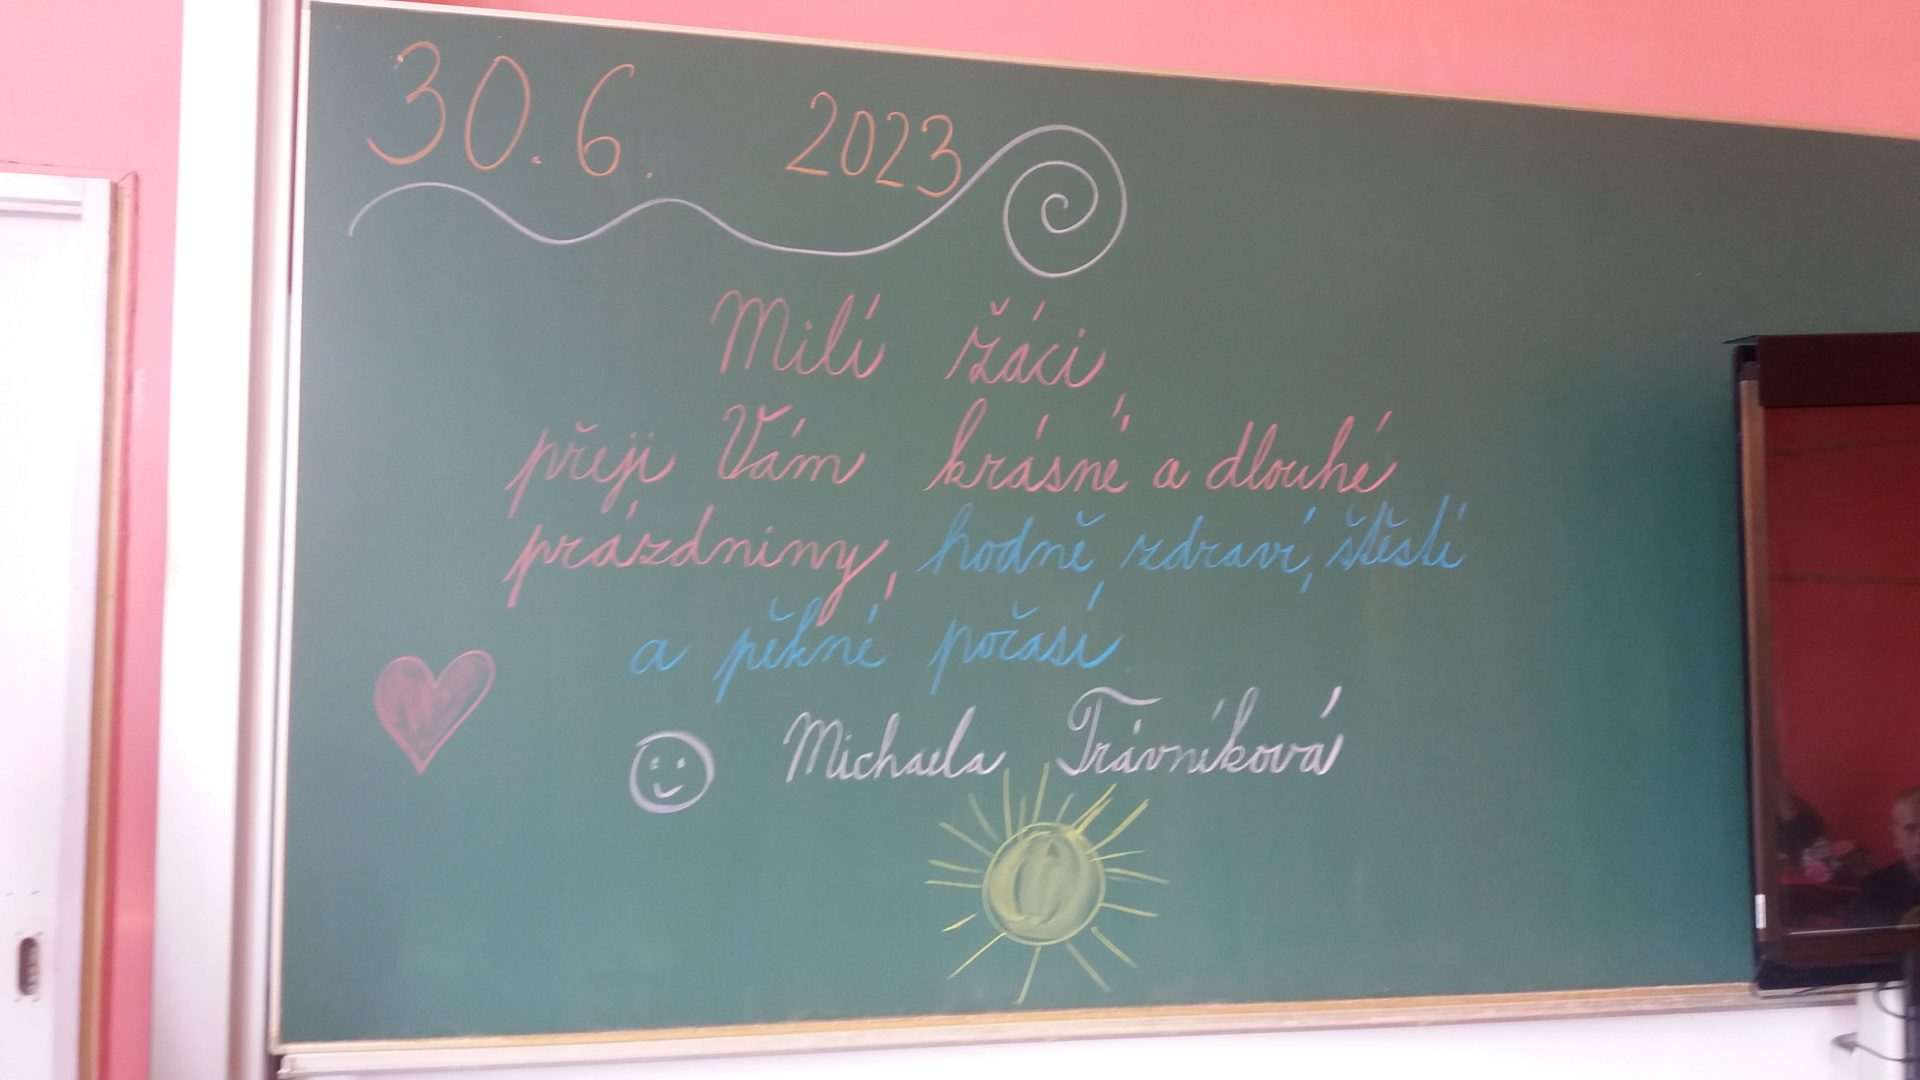 30. 6. 2023
Milí žáci,
přeji Vám krásné a dlouhé
prázdniny, hodně zdraví, štěstí
a pěkné počasí.
Michaela Trávníková